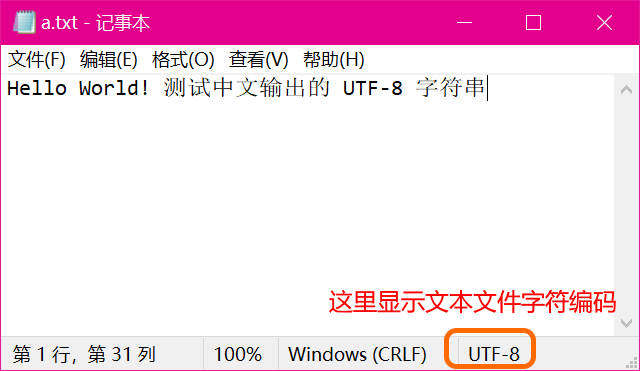 a.txt - 记事本
文件(F) 编辑(E) 格式(O) 查看(V) 帮助(H)
Hello World! 测试中文输出的 UTF-8 字符串
这里显示文本文件字符编码
第 1 行，第 31 列 100% Windows (CRLF) UTF-8